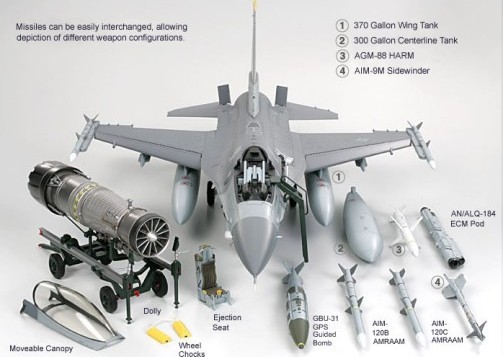 Missiles can be easily interchanged, allowing
depiction of different weapon configurations.
1 370 Gallon Wing Tank
2 300 Gallon Centerline Tank
3 AGM-88 HARM
4 AIM-9M Sidewinder
1
AN/ALQ-184
ECM Pod
2
3
4
Dolly
Ejection
Seat
GBU-31
GPS
Guided
Bomb
AIM-
120B
AMRAAM
AIM-
120C
AMRAAM
Moveable Canopy
Wheel
Chocks